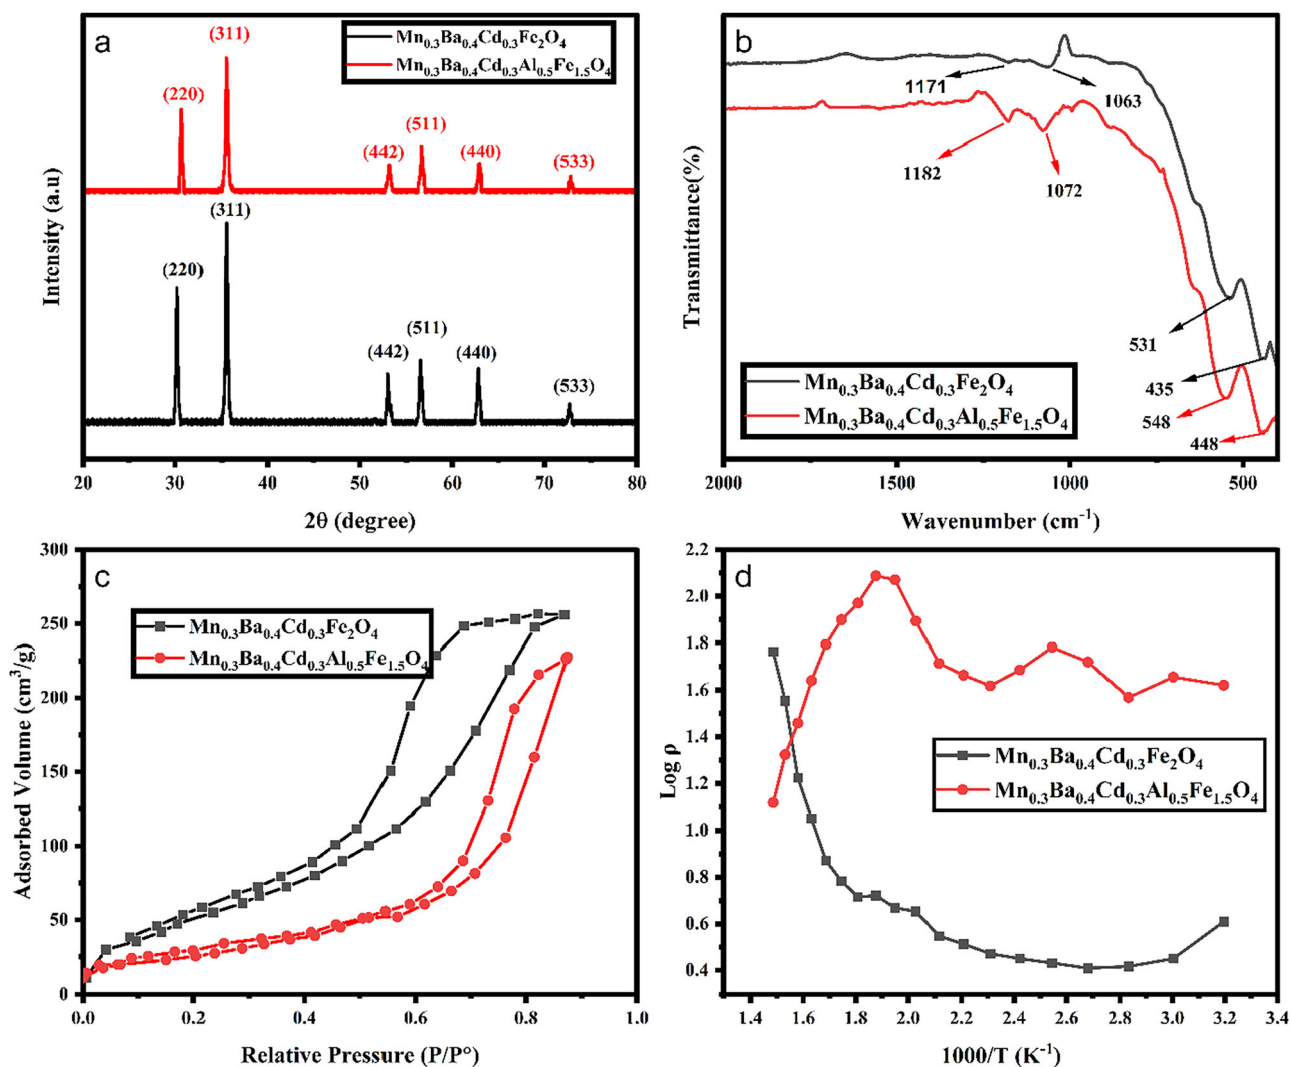 a
Mn0.3Ba0.4Cd0.3Fe2O4
Mn0.3Ba0.4Cd0.3Al0.5Fe1.5O4
(311)
(220)
(511)
(442)
(440)
(533)
(311)
(220)
(511)
(442)
(440)
(533)
Intensity (a.u)
20 30 40 50 60 70 80
2θ (degree)
b
1171
1063
1182
1072
531
435
548
448
Mn0.3Ba0.4Cd0.3Fe2O4
Mn0.3Ba0.4Cd0.3Al0.5Fe1.5O4
Transmittance(%)
2000 1500 1000 500
Wavenumber (cm-1)
c
Mn0.3Ba0.4Cd0.3Fe2O4
Mn0.3Ba0.4Cd0.3Al0.5Fe1.5O4
300
250
200
150
100
50
0
Adsorbed Volume (cm3/g)
0.0 0.2 0.4 0.6 0.8 1.0
Relative Pressure (P/P°)
d
Mn0.3Ba0.4Cd0.3Fe2O4
Mn0.3Ba0.4Cd0.3Al0.5Fe1.5O4
2.2
2.0
1.8
1.6
1.4
1.2
1.0
0.8
0.6
0.4
Log ρ
1.4 1.6 1.8 2.0 2.2 2.4 2.6 2.8 3.0 3.2 3.4
1000/T (K-1)